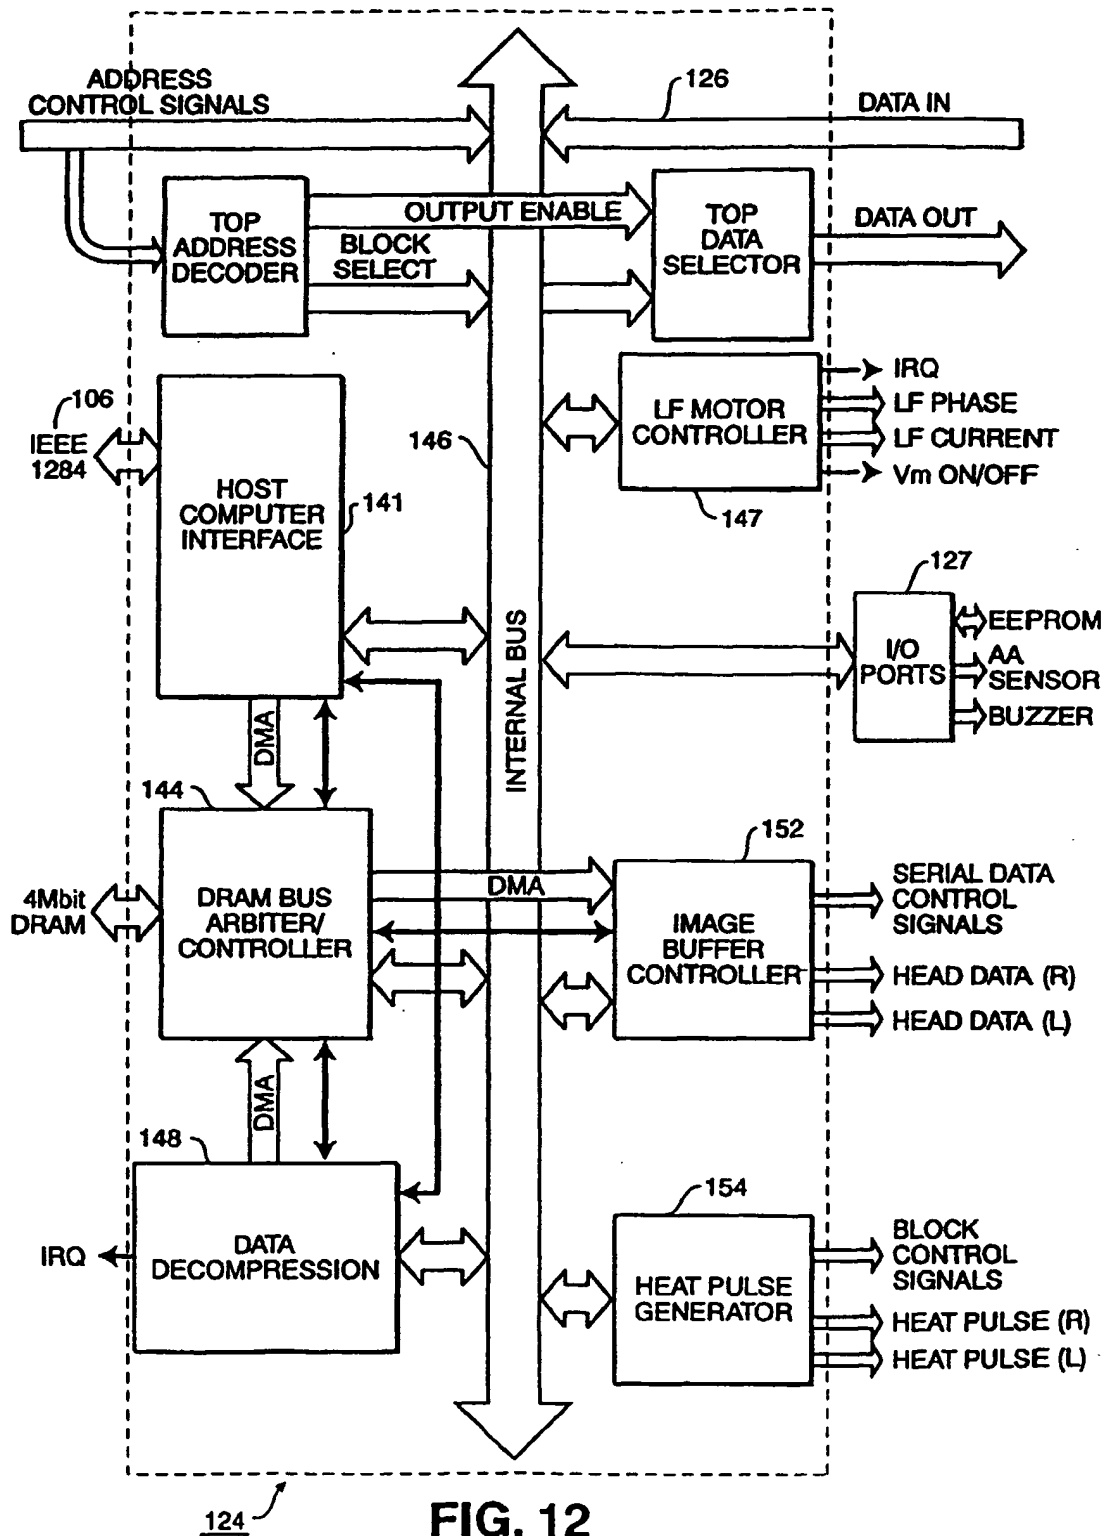 ADDRESS
CONTROL SIGNALS
126
DATA IN
TOP
ADDRESS
DECODER
OUTPUT ENABLE
BLOCK
SELECT
TOP
DATA
SELECTOR
DATA OUT
106
IEEE
1284
HOST
COMPUTER
INTERFACE
141
146
LF MOTOR
CONTROLLER
147
IRQ
LF PHASE
LF CURRENT
Vm ON/OFF
127
I/O
PORTS
EEPROM
AA
SENSOR
BUZZER
INTERNAL BUS
DMA
144
4Mbit
DRAM
DRAM BUS
ARBITER/
CONTROLLER
DMA
152
IMAGE
BUFFER
CONTROLLER
SERIAL DATA
CONTROL
SIGNALS
HEAD DATA (R)
HEAD DATA (L)
DMA
148
IRQ
DATA
DECOMPRESSION
154
HEAT PULSE
GENERATOR
BLOCK
CONTROL
SIGNALS
HEAT PULSE (R)
HEAT PULSE (L)
124
FIG. 12